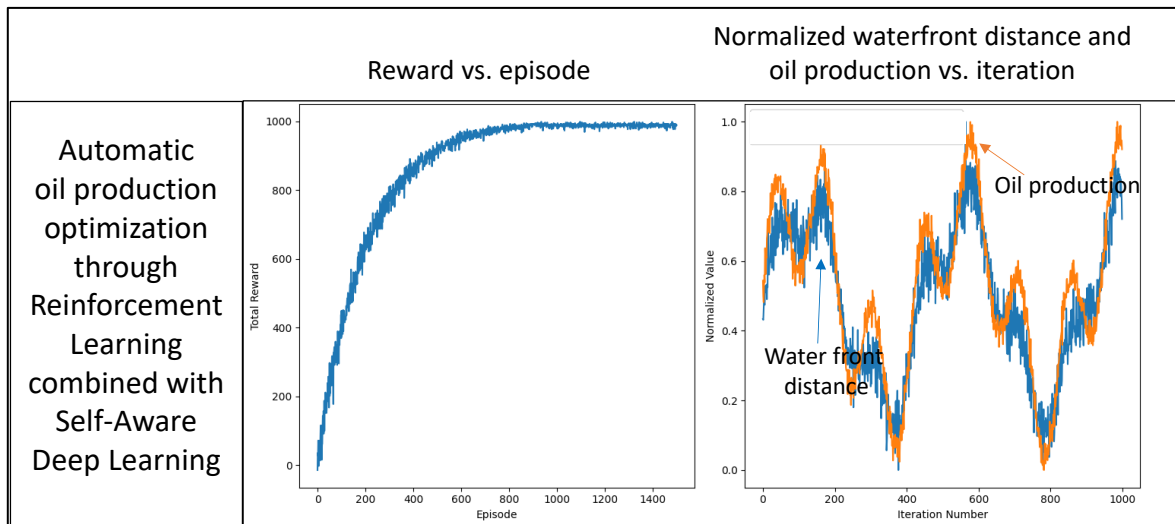 Reward vs. episode
Normalized waterfront distance and
oil production vs. iteration
Automatic
oil production
optimization
through
Reinforcement
Learning
combined with
Self-Aware
Deep Learning
Total Reward
1000
800
600
400
200
0
0 200 400 600 800 1000 1200 1400
Episode
Normalized Value
1.0
0.8
0.6
0.4
0.2
0.0
Oil production
Water front
distance
0 200 400 600 800 1000
Iteration Number